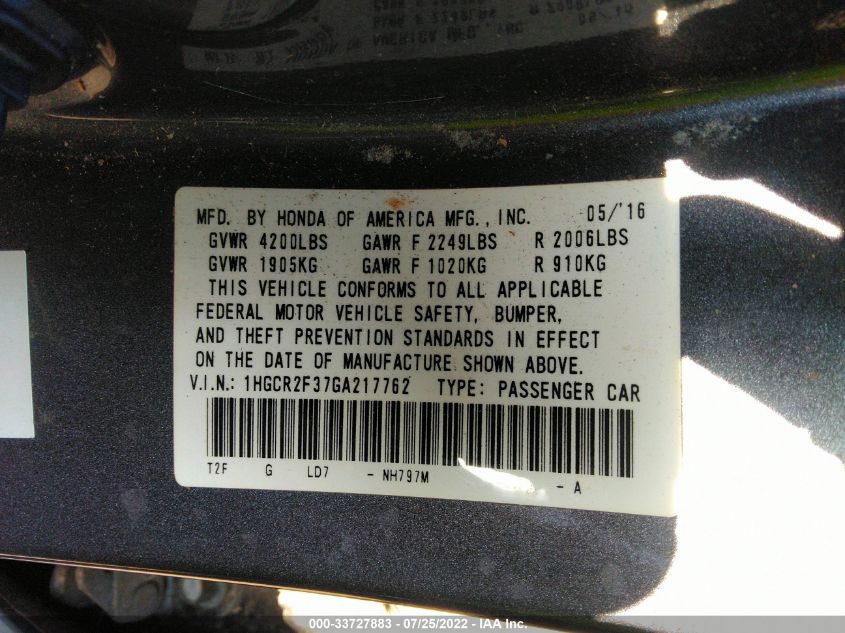 MFD. BY HONDA OF AMERICA MFG., INC. 05/'16
GVWR 4200LBS GAWR F 2249LBS R 2006LBS
GVWR 1905KG GAWR F 1020KG R 910KG
THIS VEHICLE CONFORMS TO ALL APPLICABLE
FEDERAL MOTOR VEHICLE SAFETY, BUMPER,
AND THEFT PREVENTION STANDARDS IN EFFECT
ON THE DATE OF MANUFACTURE SHOWN ABOVE.
V.I.N.: 1HGCR2F37GA217762 TYPE: PASSENGER CAR
T2F G LD7 - NH797M - A
000-33727883 - 07/25/2022 - IAA Inc.